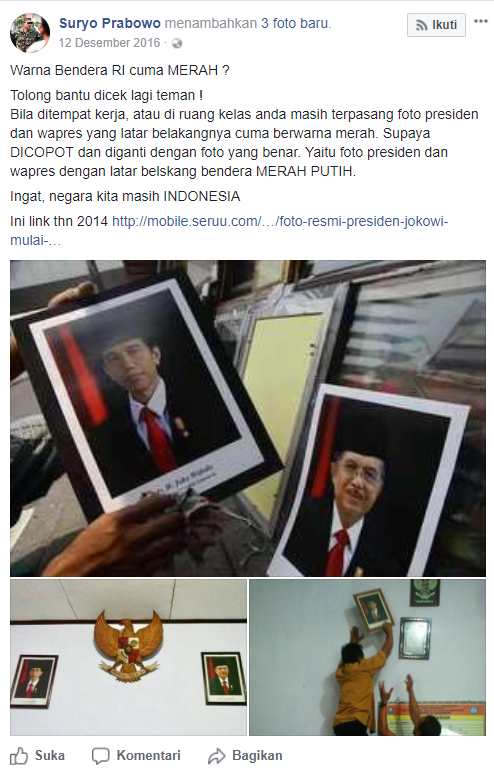 Suryo Prabowo menambahkan 3 foto baru.
Ikuti
12 Desember 2016
Warna Bendera RI cuma MERAH ?
Tolong bantu dicek lagi teman !
Bila ditempat kerja, atau di ruang kelas anda masih terpasang foto presiden
dan wapres yang latar belakangnya cuma berwarna merah. Supaya
DICOPOT dan diganti dengan foto yang benar. Yaitu foto presiden dan
wapres dengan latar belskang bendera MERAH PUTIH.
Ingat, negara kita masih INDONESIA
Ini link thn 2014 http://mobile.seruu.com/…/foto-resmi-presiden-jokowi-
mulai-…
Suka
Komentari
Bagikan